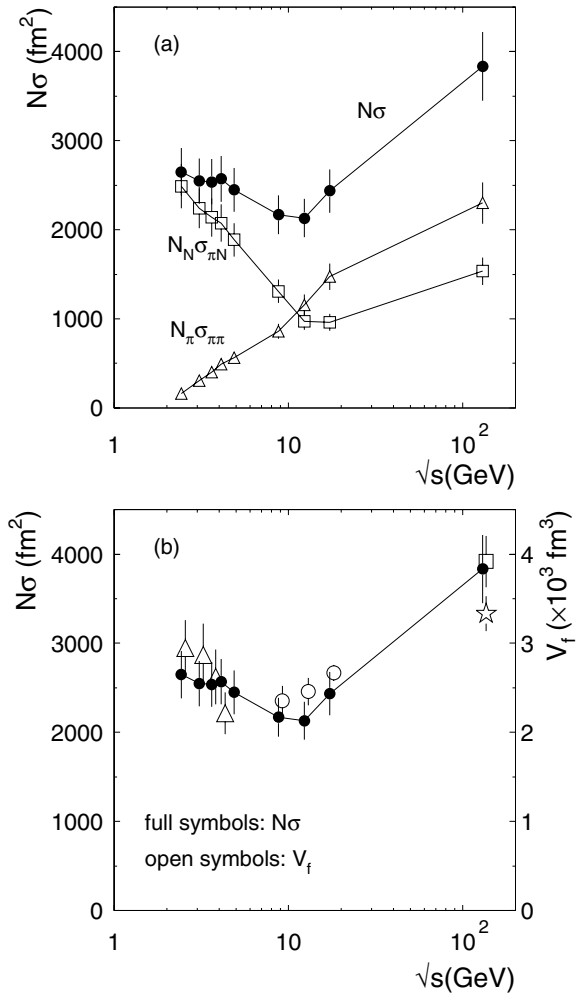 (a)
Nσ (fm²)
4000
3000
2000
1000
0
Nσ
N_Nσ_πN
N_πσ_ππ
1 10 10²
√s(GeV)
(b)
Nσ (fm²)
4000
3000
2000
1000
0
V_f (×10³ fm³)
4
3
2
1
0
full symbols: Nσ
open symbols: V_f
1 10 10²
√s(GeV)